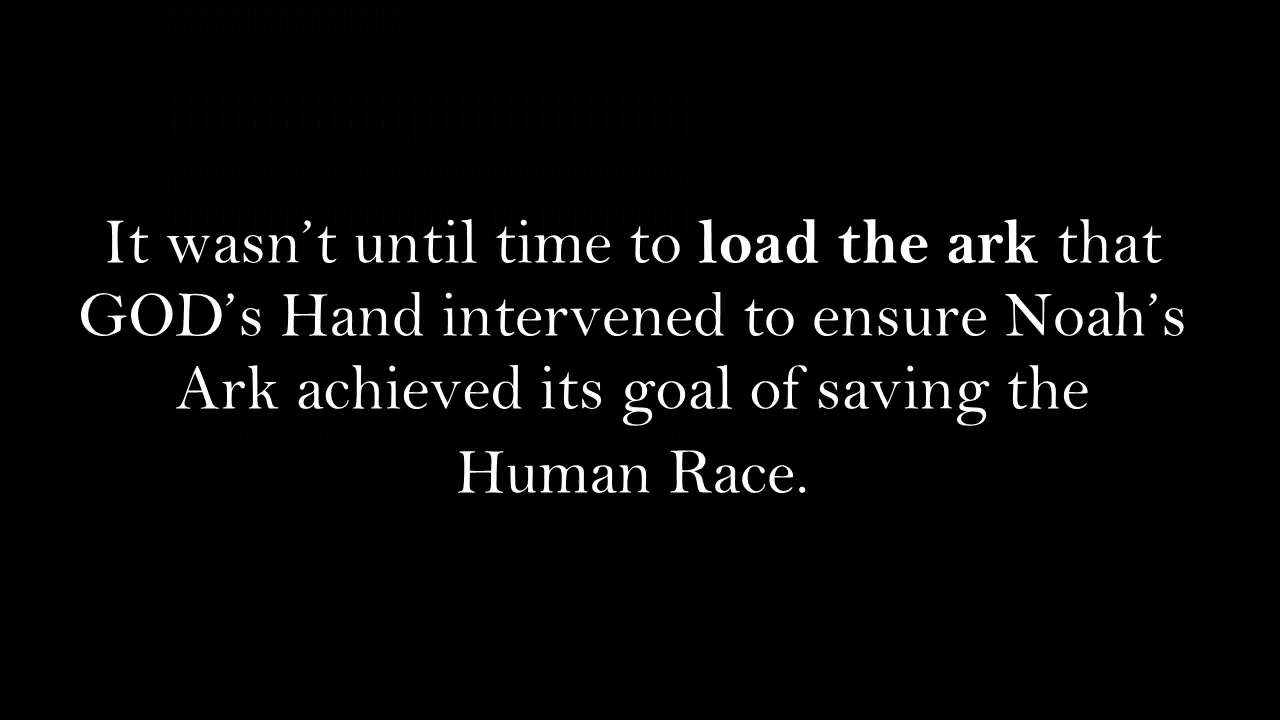 It wasn’t until time to load the ark that
GOD’s Hand intervened to ensure Noah’s
Ark achieved its goal of saving the
Human Race.